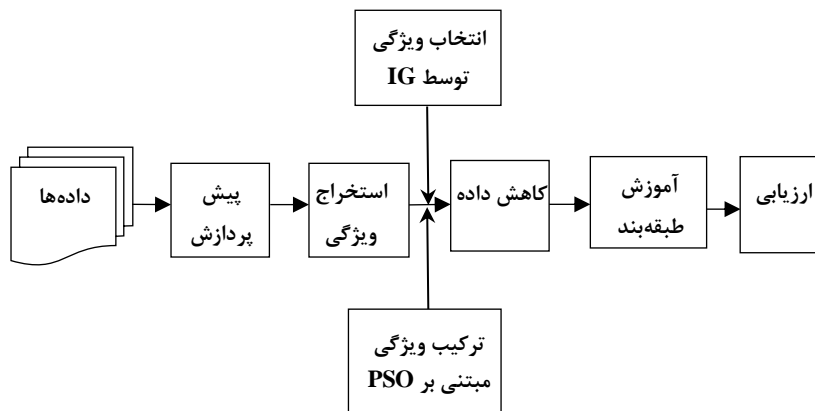 انتخاب ویژگی
توسط IG
داده‌ها
پیش
پردازش
استخراج
ویژگی
کاهش داده
آموزش
طبقه‌بند
ارزیابی
ترکیب ویژگی
مبتنی بر PSO